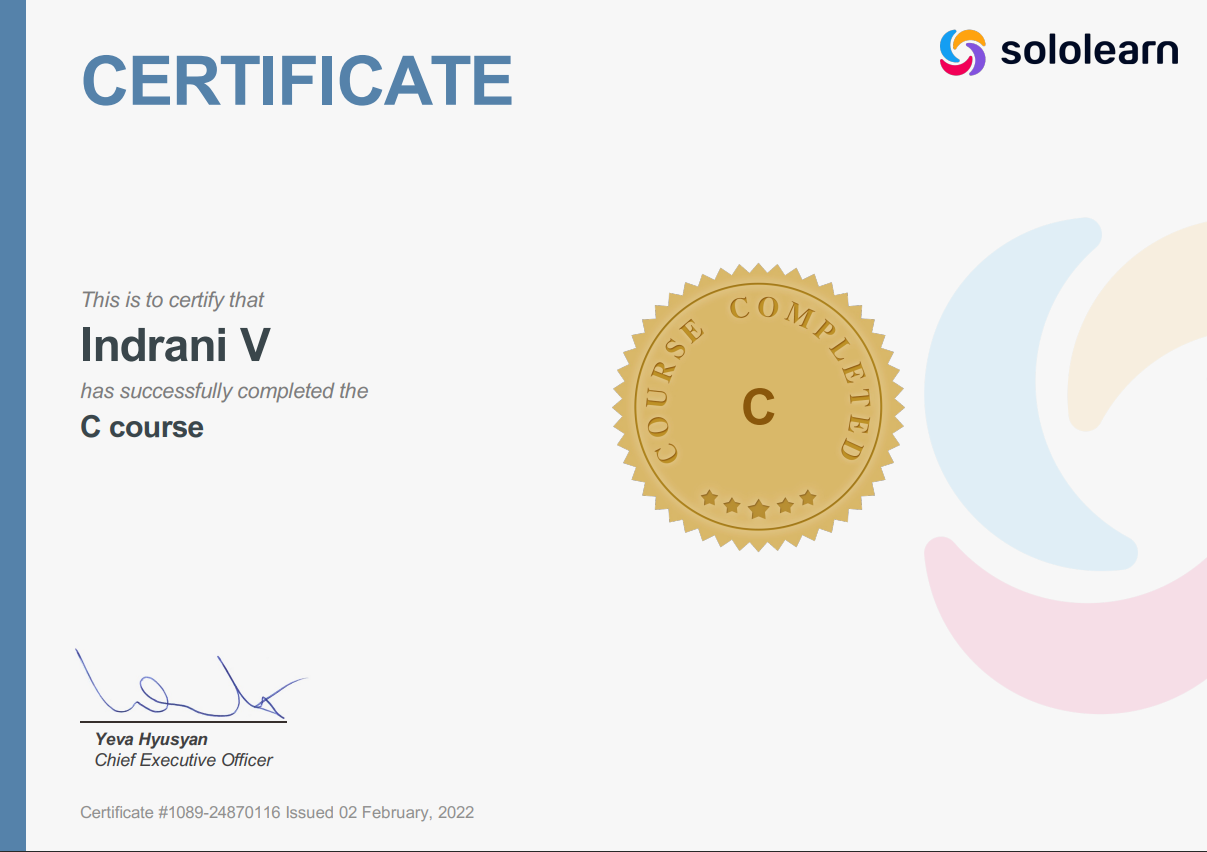 CERTIFICATE
sololearn
This is to certify that
Indrani V
has successfully completed the
C course
COURSE COMPLETED
C
Yeva Hyusyan
Chief Executive Officer
Certificate #1089-24870116 Issued 02 February, 2022